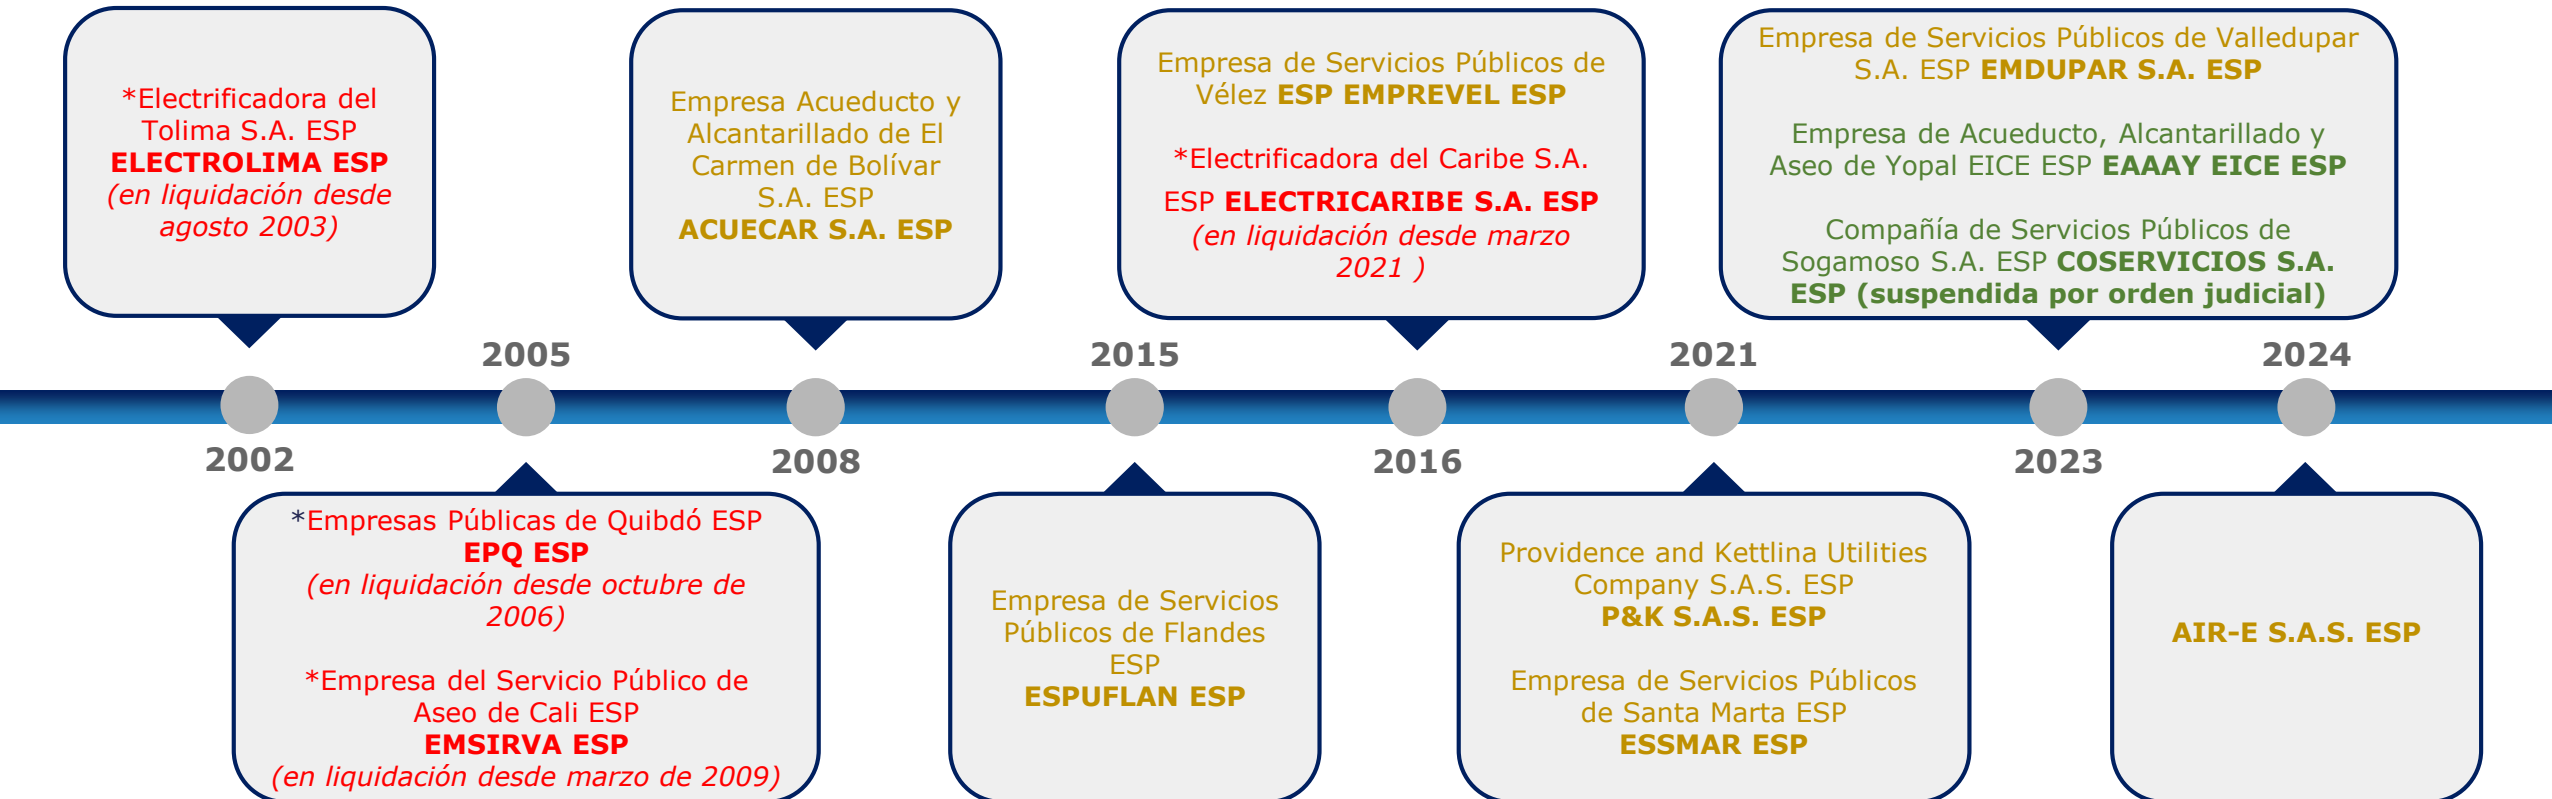 *Electrificadora del
Tolima S.A. ESP
ELECTROLIMA ESP
(en liquidación desde
agosto 2003)
Empresa Acueducto y
Alcantarillado de El
Carmen de Bolívar
S.A. ESP
ACUECAR S.A. ESP
Empresa de Servicios Públicos de
Vélez ESP EMPREVEL ESP
*Electrificadora del Caribe S.A.
ESP ELECTRICARIBE S.A. ESP
(en liquidación desde marzo
2021 )
Empresa de Servicios Públicos de Valledupar
S.A. ESP EMDUPAR S.A. ESP
Empresa de Acueducto, Alcantarillado y
Aseo de Yopal EICE ESP EAAAY EICE ESP
Compañía de Servicios Públicos de
Sogamoso S.A. ESP COSERVICIOS S.A.
ESP (suspendida por orden judicial)
2005
2015
2021
2024
2002
2008
2016
2023
*Empresas Públicas de Quibdó ESP
EPQ ESP
(en liquidación desde octubre de
2006)
*Empresa del Servicio Público de
Aseo de Cali ESP
EMSIRVA ESP
(en liquidación desde marzo de 2009)
Empresa de Servicios
Públicos de Flandes
ESP
ESPUFLAN ESP
Providence and Kettlina Utilities
Company S.A.S. ESP
P&K S.A.S. ESP
Empresa de Servicios Públicos
de Santa Marta ESP
ESSMAR ESP
AIR-E S.A.S. ESP